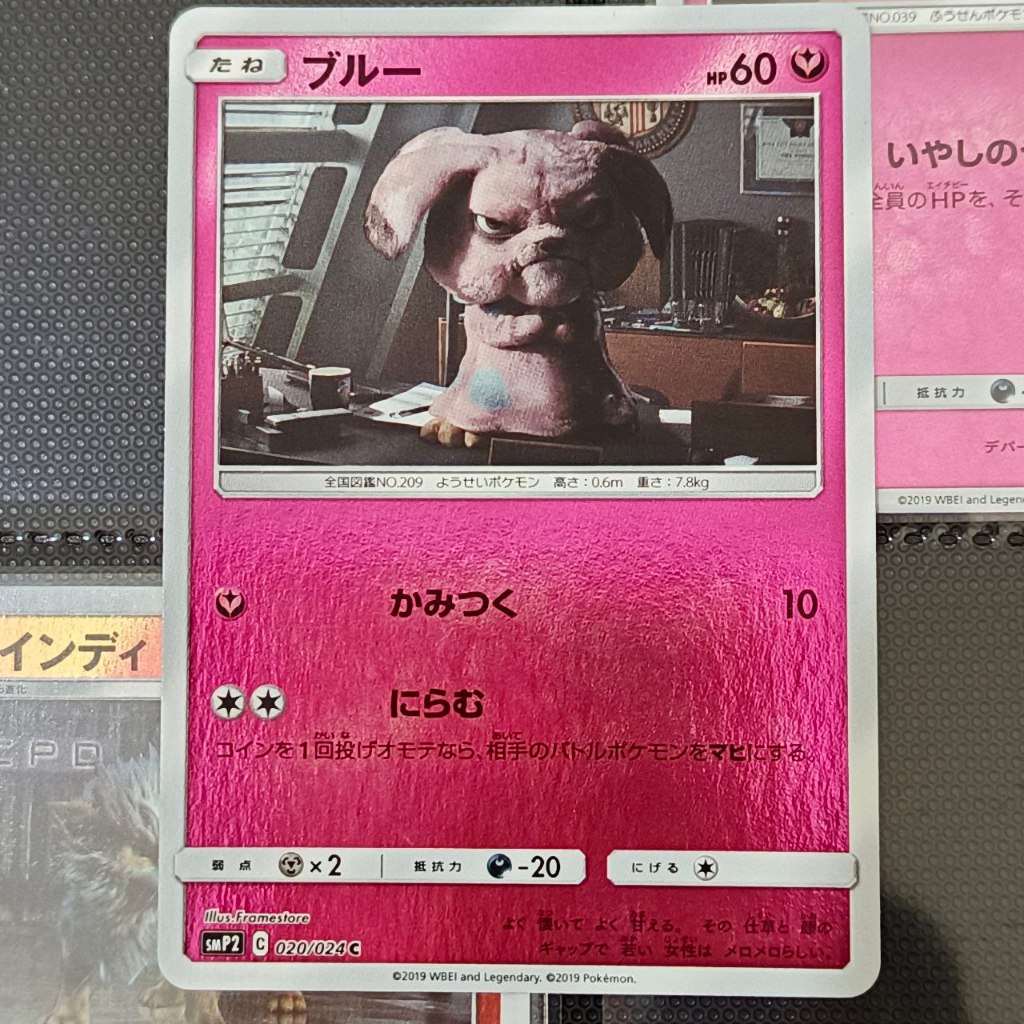 たね ブルー HP60
全国図鑑NO.209 ようせいポケモン 高さ:0.6m 重さ:7.8kg
かみつく 10
にらむ
コインを1回投げオモテなら、相手のバトルポケモンをマヒにする。
弱点 ×2 抵抗力 -20 にげる
Illus.Framestore
smP2 C 020/024 C
よく 懐いて よく 甘える。 その 仕草と 顔の
ギャップで 若い 女性は メロメロらしい。
©2019 WBEI and Legendary. ©2019 Pokémon.
NO.039 ふうせんポケモ
いやしの
全員のHPを、そ
抵抗力
デパー
©2019 WBEI and Legend
インディ
ら進化
CPD